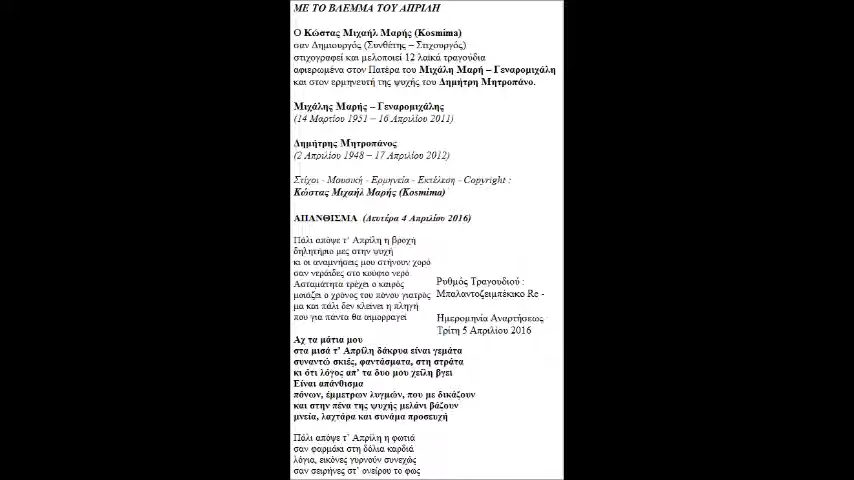 ΜΕ ΤΟ ΒΛΕΜΜΑ ΤΟΥ ΑΠΡΙΛΗ
Ο Κώστας Μιχαήλ Μαρής (Kosmima)
σαν Δημιουργός (Συνθέτης – Στιχουργός)
στιχογραφεί και μελοποιεί 12 λαϊκά τραγούδια
αφιερωμένα στον Πατέρα του Μιχάλη Μαρή – Γεναρομιχάλη
και στον ερμηνευτή της ψυχής του Δημήτρη Μητροπάνο.
Μιχάλης Μαρής – Γεναρομιχάλης
(14 Μαρτίου 1951 – 16 Απριλίου 2011)
Δημήτρης Μητροπάνος
(2 Απριλίου 1948 – 17 Απριλίου 2012)
Στίχοι - Μουσική - Ερμηνεία - Εκτέλεση - Copyright :
Κώστας Μιχαήλ Μαρής (Kosmima)
ΑΠΑΝΘΙΣΜΑ (Δευτέρα 4 Απριλίου 2016)
Πάλι απόψε τ' Απρίλη η βροχή
δηλητήριο μες στην ψυχή
κι οι αναμνήσεις μου στήνουν χορό
σαν νεράιδες στο κούφιο νερό
Ασταμάτητα τρέχει ο καιρός
μοιάζει ο χρόνος του πόνου γιατρός
μα και πάλι δεν κλείνει η πληγή
που για πάντα θα αιμορραγεί
Ρυθμός Τραγουδιού :
Μπαλαντοζεϊμπέκικο Re -
Ημερομηνία Αναρτήσεως
Τρίτη 5 Απριλίου 2016
Αχ τα μάτια μου
στα μισά τ' Απρίλη δάκρυα είναι γεμάτα
συναντώ σκιές, φαντάσματα, στη στράτα
κι ότι λόγος απ' τα δυο μου χείλη βγει
Είναι απάνθισμα
πόνων, έμμετρων λυγμών, που με δικάζουν
και στην πένα της ψυχής μελάνι βάζουν
μνεία, λαχτάρα και συνάμα προσευχή
Πάλι απόψε τ' Απρίλη η φωτιά
σαν φαρμάκι στη δόλια καρδιά
λόγια, εικόνες γυρνούν συνεχώς
σαν σειρήνες στ' ονείρου το φως